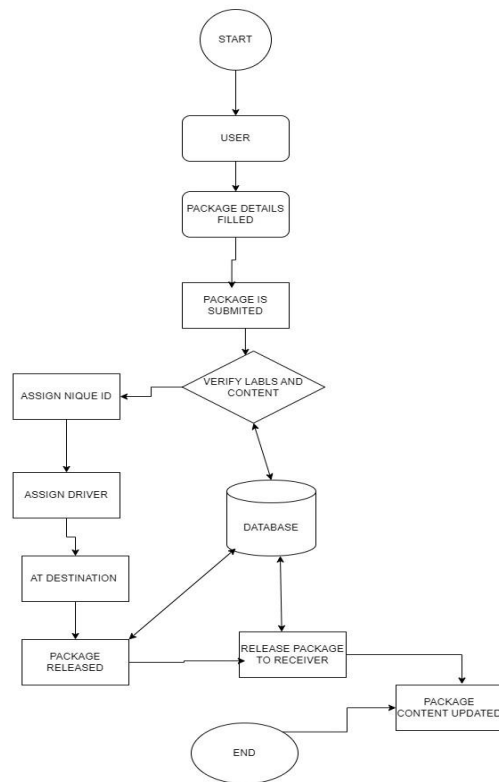 START
USER
PACKAGE DETAILS
FILLED
PACKAGE IS
SUBMITED
VERIFY LABLS AND
CONTENT
ASSIGN NIQUE ID
ASSIGN DRIVER
DATABASE
AT DESTINATION
PACKAGE
RELEASED
RELEASE PACKAGE
TO RECEIVER
PACKAGE
CONTENT UPDATED
END